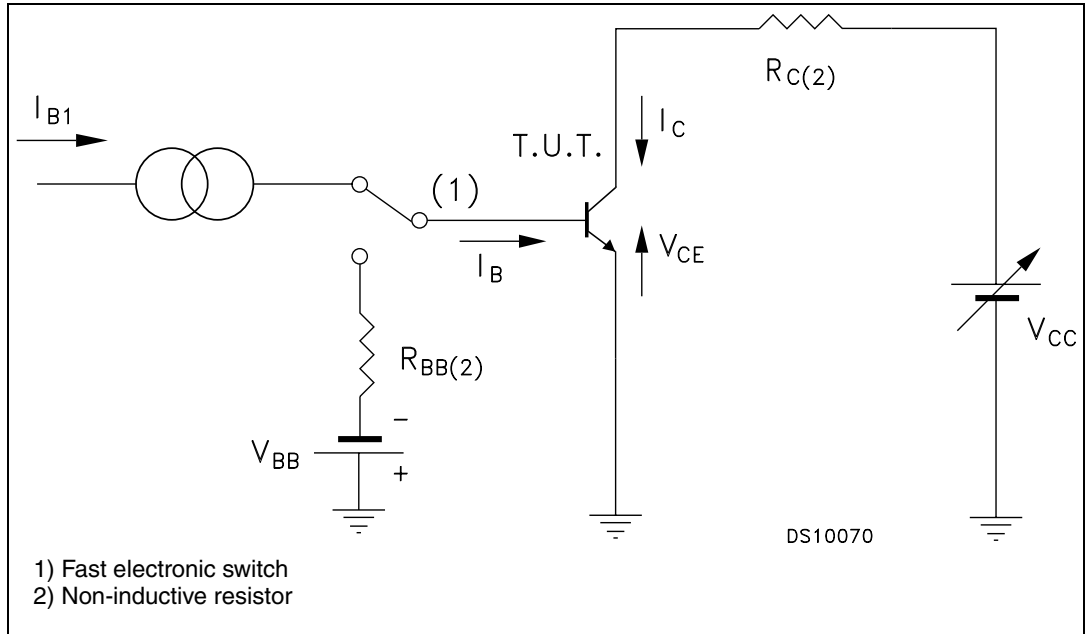 R_C(2)
I_B1
I_C
T.U.T.
(1)
V_CE
I_B
V_CC
R_BB(2)
-
V_BB
+
DS10070
1) Fast electronic switch
2) Non-inductive resistor